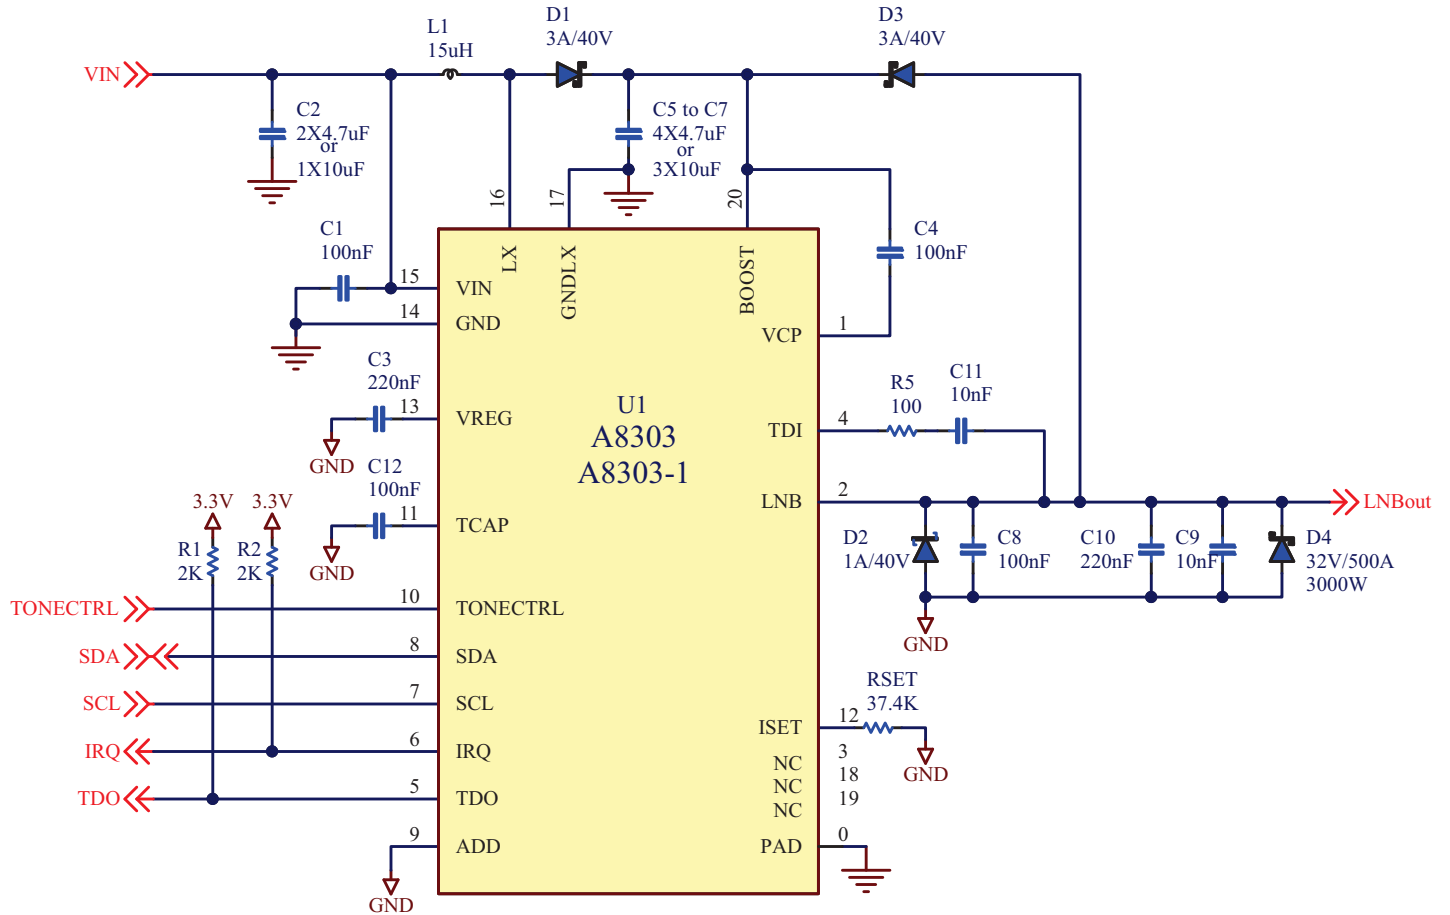 D1
3A/40V
D3
3A/40V
L1
15uH
VIN
C2
2X4.7uF
or
1X10uF
C5 to C7
4X4.7uF
or
3X10uF
16
17
20
C1
100nF
C4
100nF
LX
GNDLX
BOOST
15
VIN
14
GND
VCP
1
C3
220nF
13
VREG
GND
U1
A8303
A8303-1
R5
100
C11
10nF
TDI
4
C12
100nF
11
TCAP
GND
LNB
2
LNBout
3.3V
3.3V
R1
2K
R2
2K
D2
1A/40V
C8
100nF
C10
220nF
C9
10nF
D4
32V/500A
3000W
GND
TONECTRL
10
TONECTRL
SDA
8
SDA
SCL
7
SCL
IRQ
6
IRQ
TDO
5
TDO
9
ADD
GND
RSET
37.4K
ISET
12
GND
NC
3
NC
18
NC
19
PAD
0